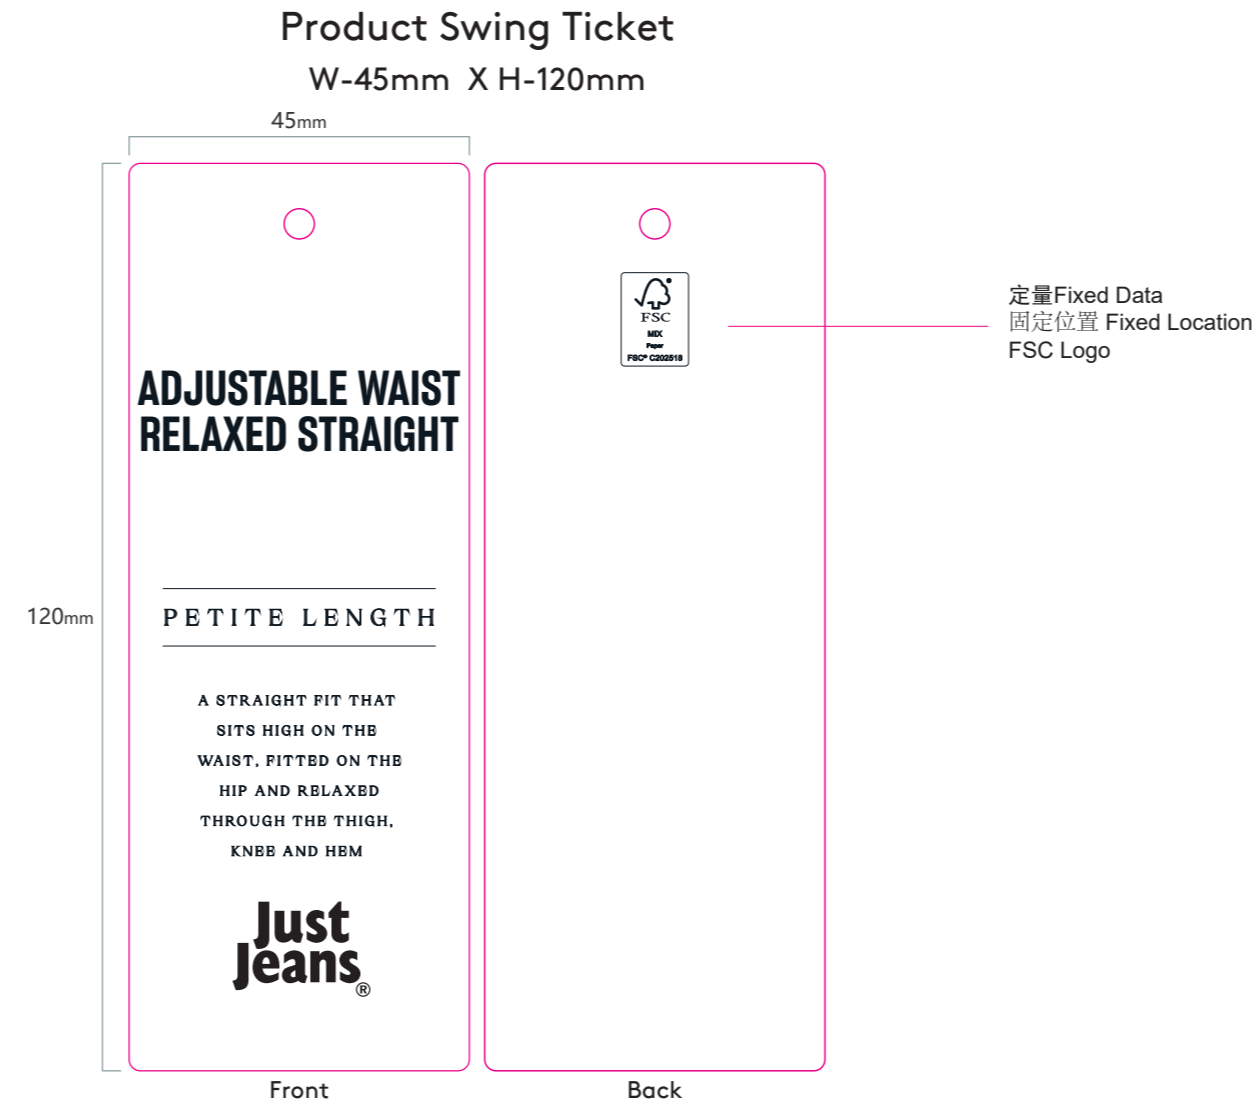 Product Swing Ticket
W-45mm X H-120mm
45mm
120mm
ADJUSTABLE WAIST
RELAXED STRAIGHT
PETITE LENGTH
A STRAIGHT FIT THAT
SITS HIGH ON THE
WAIST, FITTED ON THE
HIP AND RELAXED
THROUGH THE THIGH,
KNEE AND HEM
Just
Jeans®
Front
FSC
MIX
Paper
FSC® C202518
Back
定量Fixed Data
固定位置 Fixed Location
FSC Logo